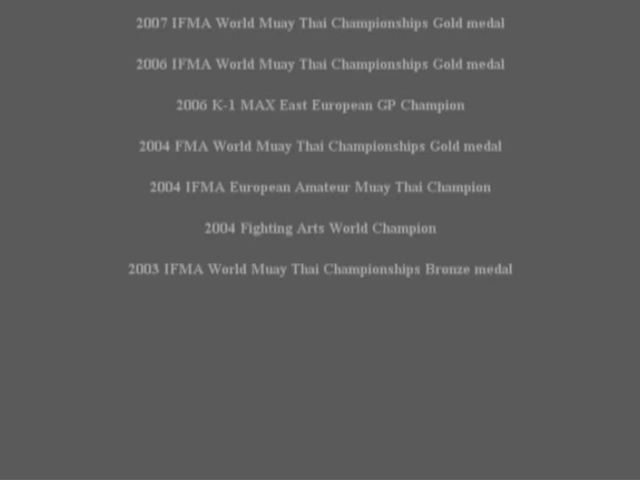 2007 IFMA World Muay Thai Championships Gold medal
2006 IFMA World Muay Thai Championships Gold medal
2006 K-1 MAX East European GP Champion
2004 FMA World Muay Thai Championships Gold medal
2004 IFMA European Amateur Muay Thai Champion
2004 Fighting Arts World Champion
2003 IFMA World Muay Thai Championships Bronze medal